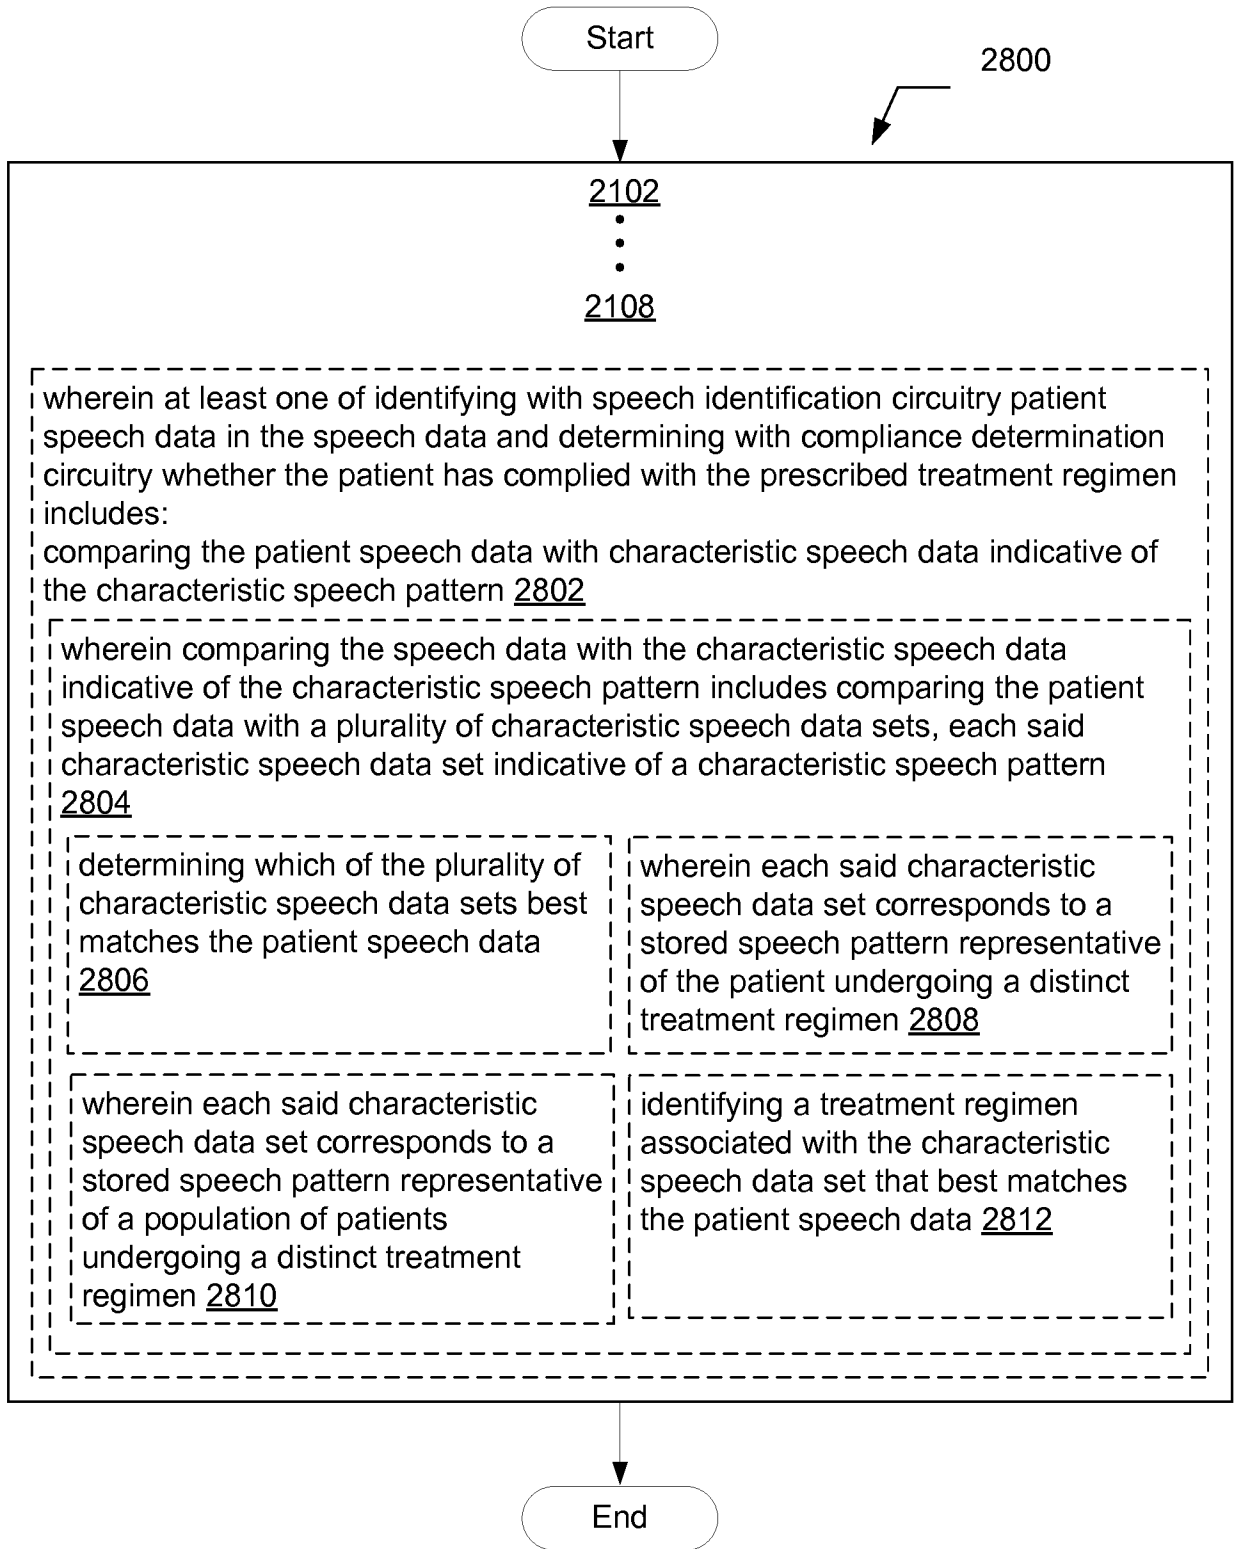 Start
2800
2102
2108
wherein at least one of identifying with speech identification circuitry patient
speech data in the speech data and determining with compliance determination
circuitry whether the patient has complied with the prescribed treatment regimen
includes:
comparing the patient speech data with characteristic speech data indicative of
the characteristic speech pattern 2802
wherein comparing the speech data with the characteristic speech data
indicative of the characteristic speech pattern includes comparing the patient
speech data with a plurality of characteristic speech data sets, each said
characteristic speech data set indicative of a characteristic speech pattern
2804
determining which of the plurality of
characteristic speech data sets best
matches the patient speech data
2806
wherein each said characteristic
speech data set corresponds to a
stored speech pattern representative
of the patient undergoing a distinct
treatment regimen 2808
wherein each said characteristic
speech data set corresponds to a
stored speech pattern representative
of a population of patients
undergoing a distinct treatment
regimen 2810
identifying a treatment regimen
associated with the characteristic
speech data set that best matches
the patient speech data 2812
End